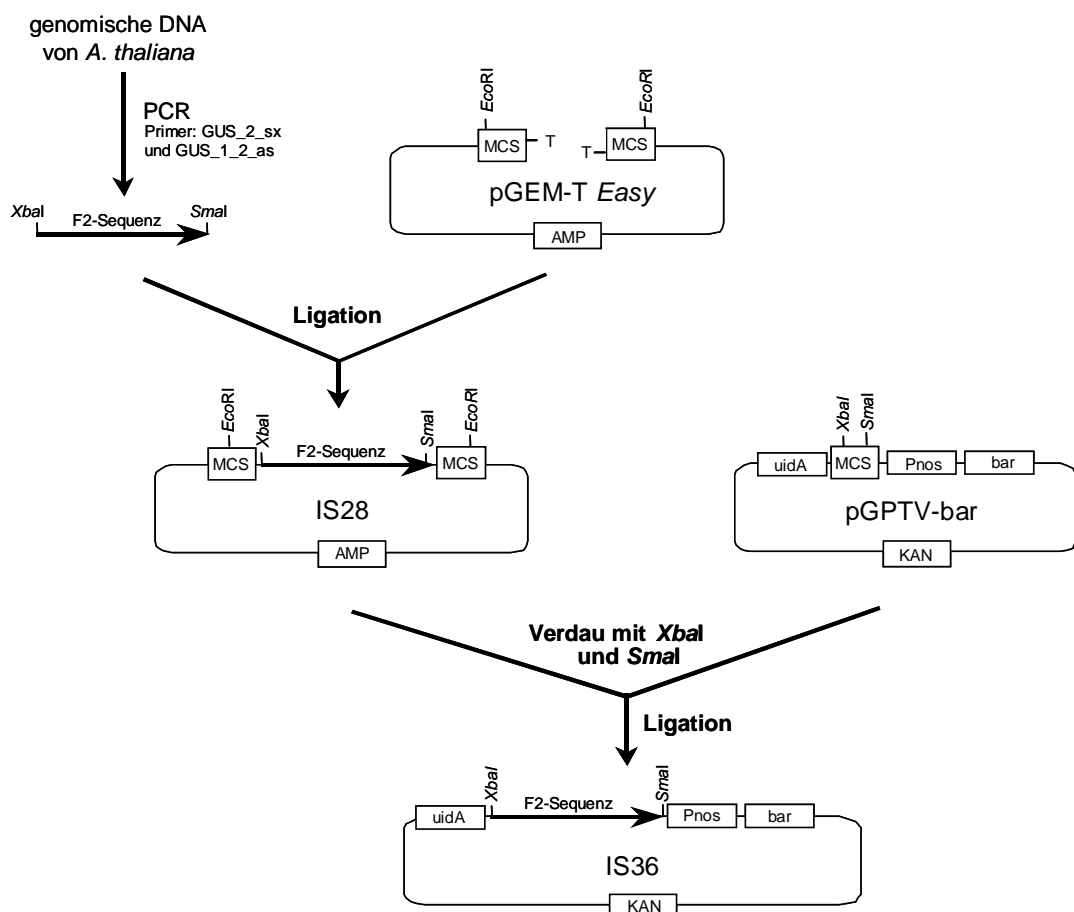 genomische DNA
von A. thaliana
PCR
Primer: GUS_2_sx
und GUS_1_2_as
XbaI
F2-Sequenz
SmaI
EcoRI
EcoRI
MCS
T
T
MCS
pGEM-T Easy
AMP
Ligation
EcoRI
XbaI
F2-Sequenz
SmaI
EcoRI
MCS
MCS
IS28
AMP
XbaI
SmaI
uidA
MCS
Pnos
bar
pGPTV-bar
KAN
Verdau mit XbaI
und SmaI
Ligation
XbaI
F2-Sequenz
SmaI
uidA
Pnos
bar
IS36
KAN